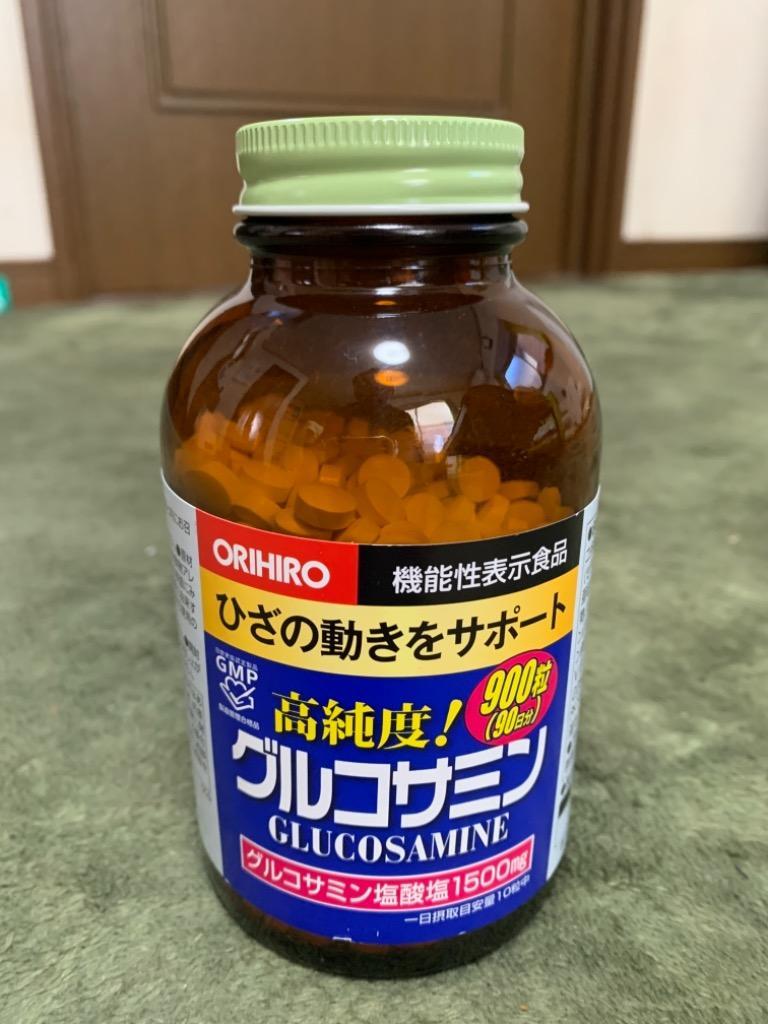 ORIHIRO
機能性表示食品
ひざの動きをサポート
GMP
高純度!
900粒
(90日分)
グルコサミン
GLUCOSAMINE
グルコサミン塩酸塩1500mg
一日摂取目安量10粒中